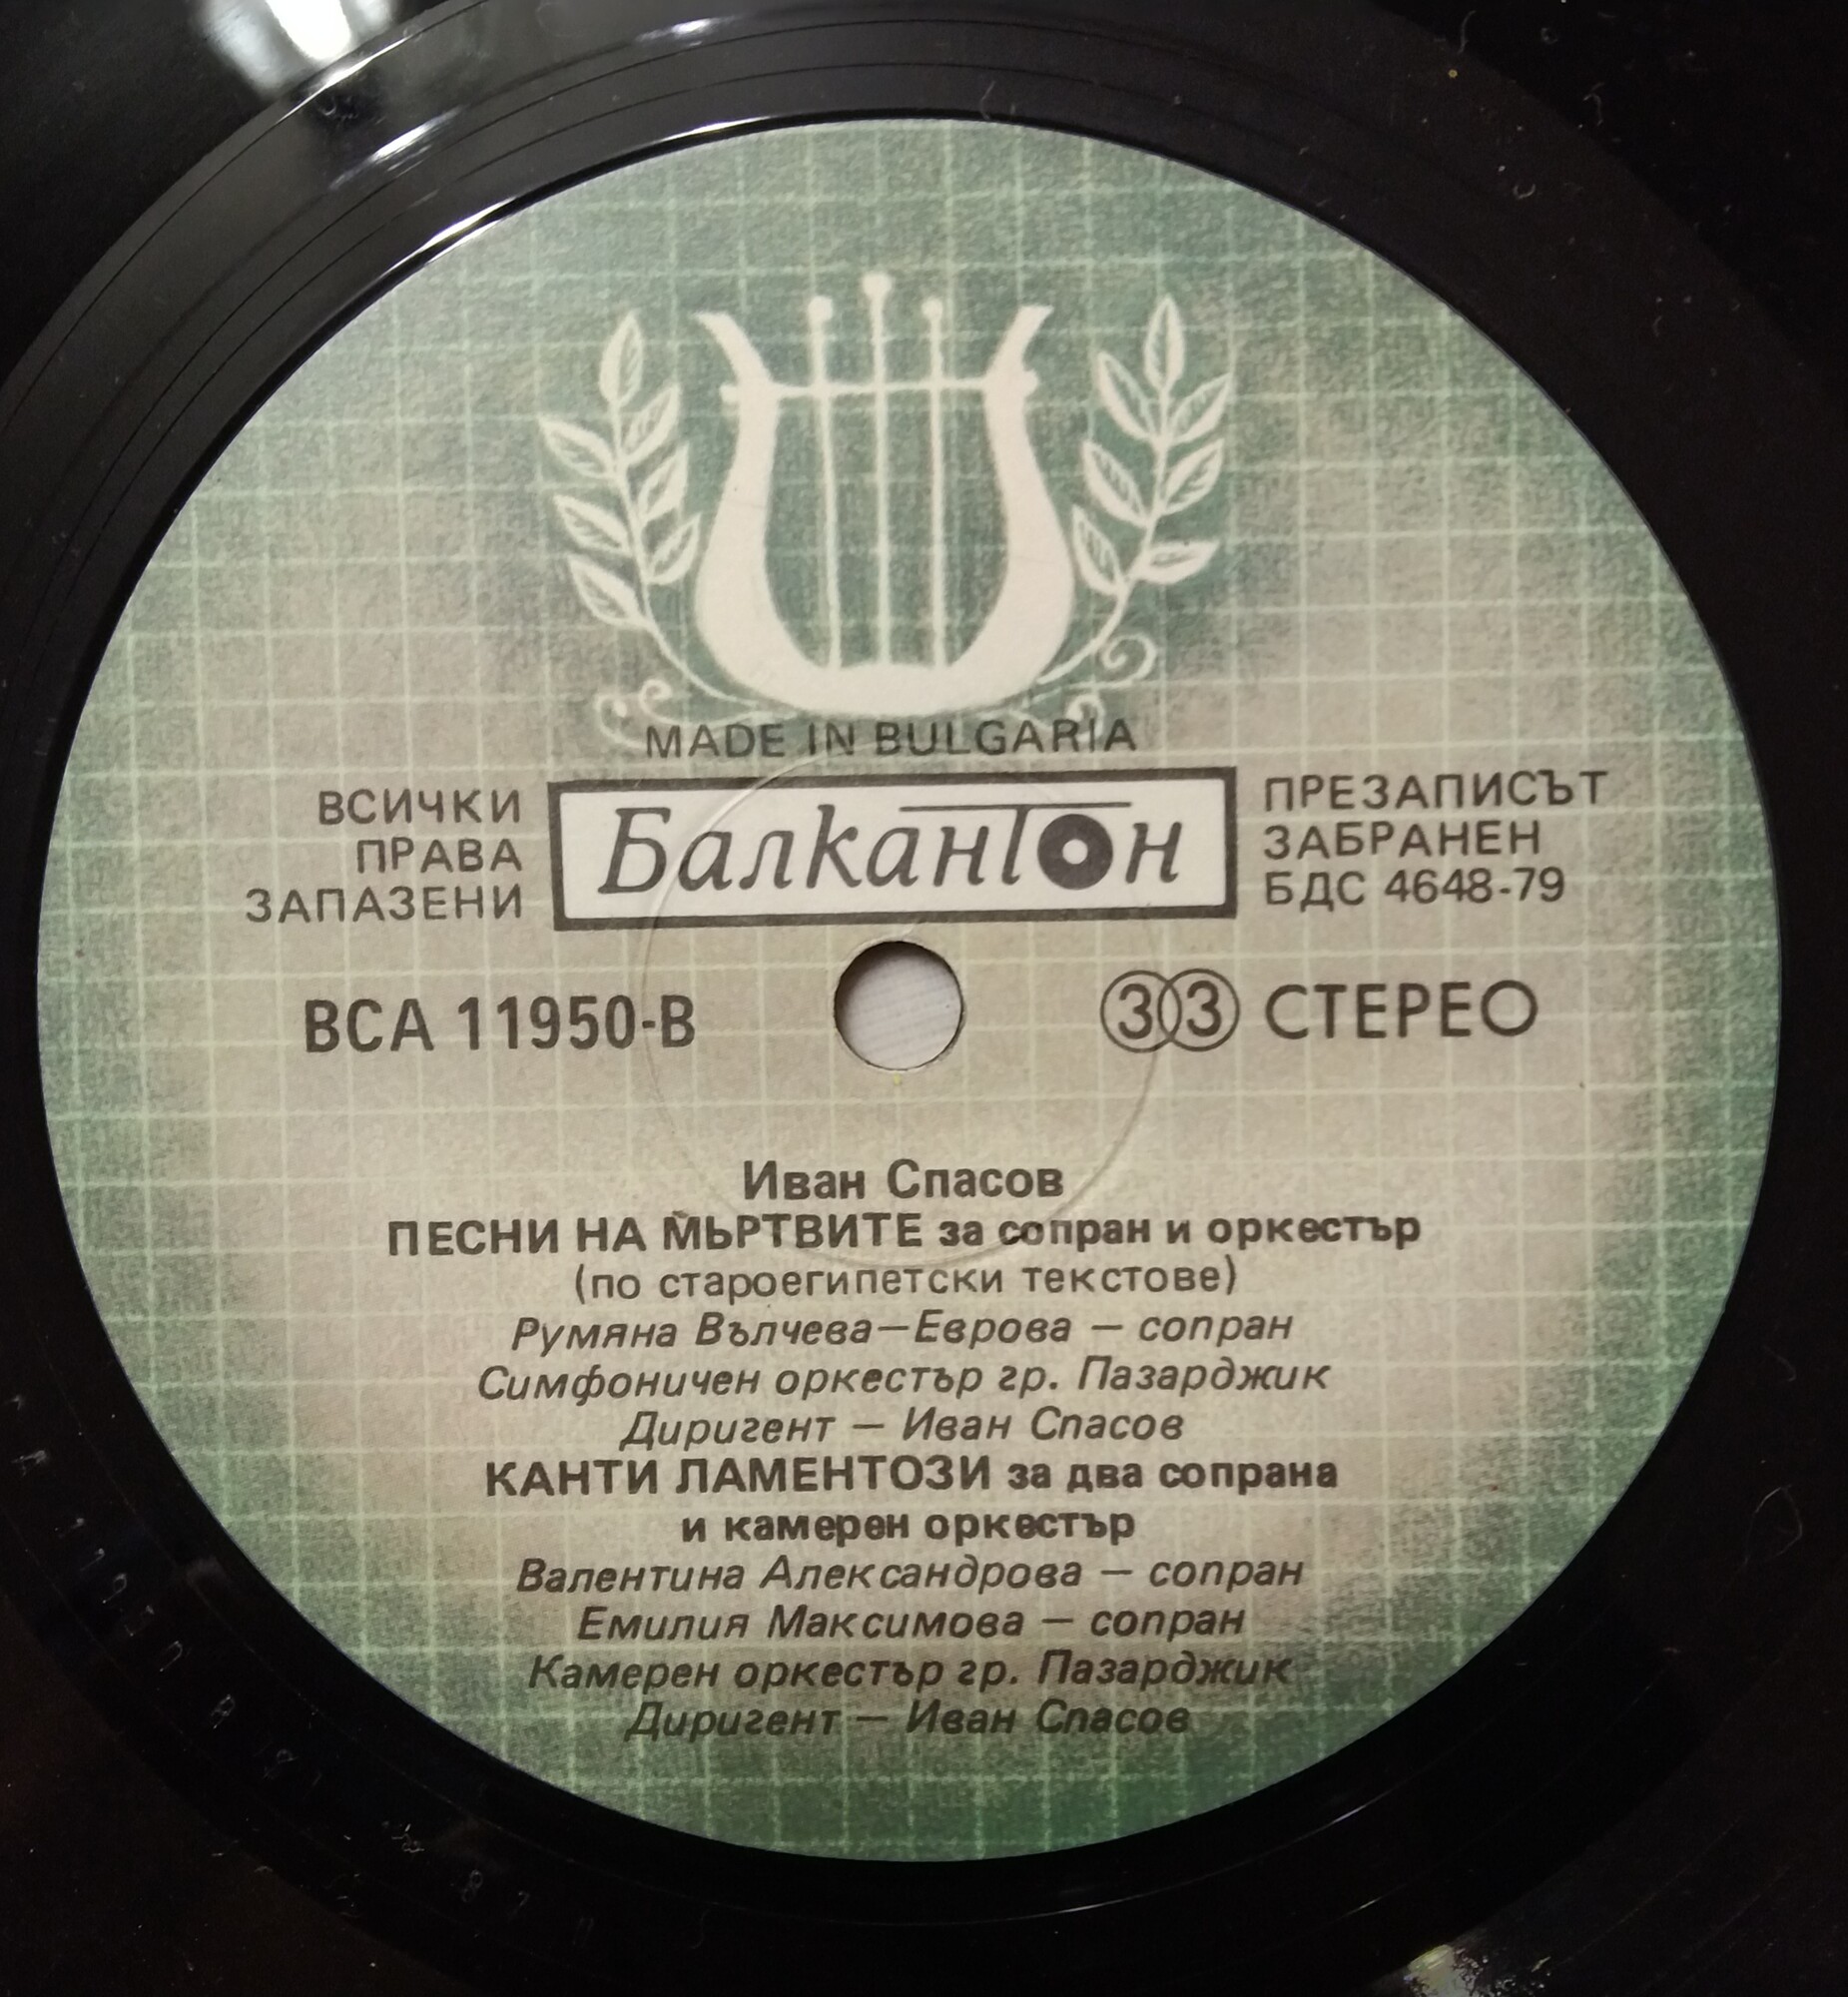 MADE IN BULGARIA
ВСИЧКИ
ПРАВА
ЗАПАЗЕНИ
Балкантон
ПРЕЗАПИСЪТ
ЗАБРАНЕН
БДС 4648-79
ВСА 11950-В
33 СТЕРЕО
Иван Спасов
ПЕСНИ НА МЪРТВИТЕ за сопран и оркестър
(по староегипетски текстове)
Румяна Вълчева–Еврова – сопран
Симфоничен оркестър гр. Пазарджик
Диригент – Иван Спасов
КАНТИ ЛАМЕНТОЗИ за два сопрана
и камерен оркестър
Валентина Александрова – сопран
Емилия Максимова – сопран
Камерен оркестър гр. Пазарджик
Диригент – Иван Спасов